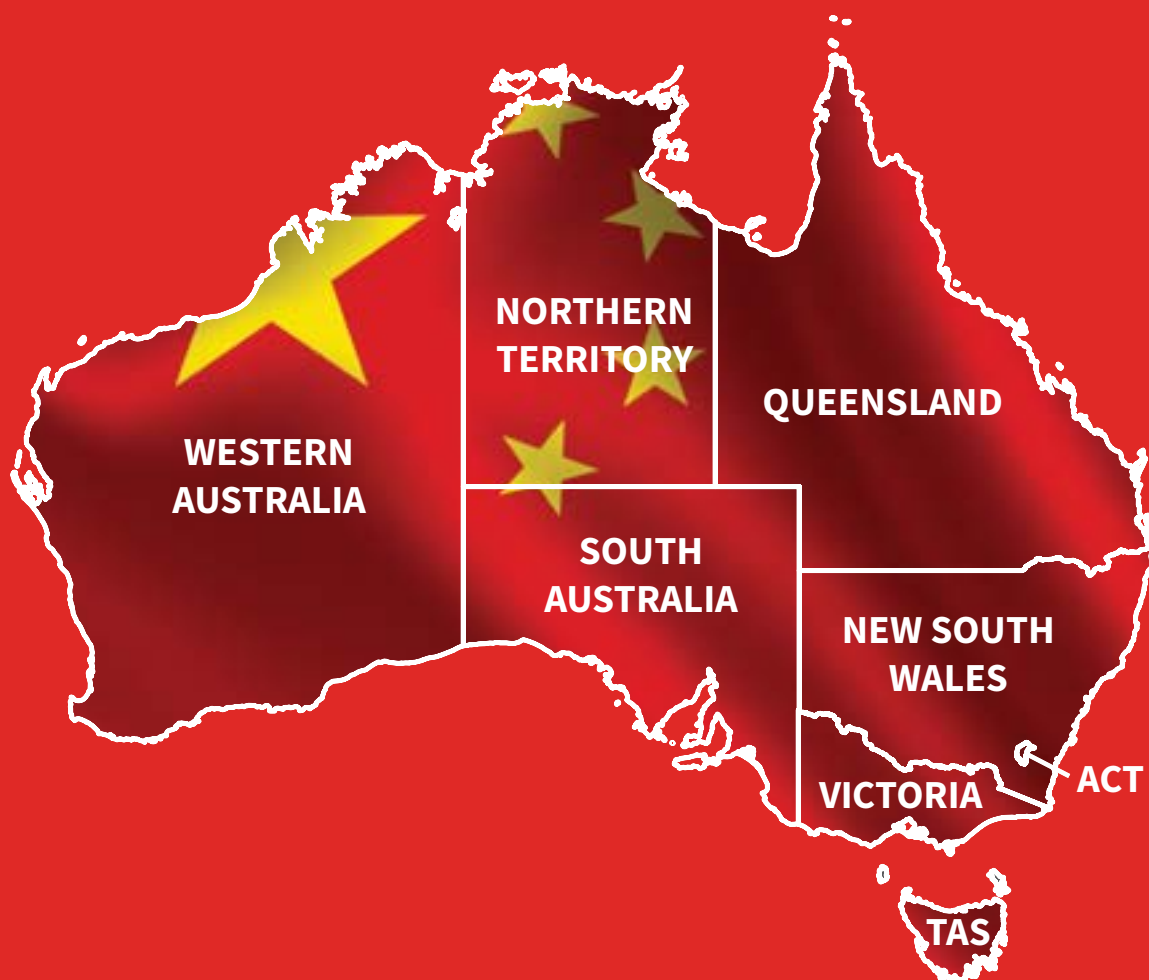 NORTHERN
TERRITORY
QUEENSLAND
WESTERN
AUSTRALIA
SOUTH
AUSTRALIA
NEW SOUTH
WALES
ACT
VICTORIA
TAS